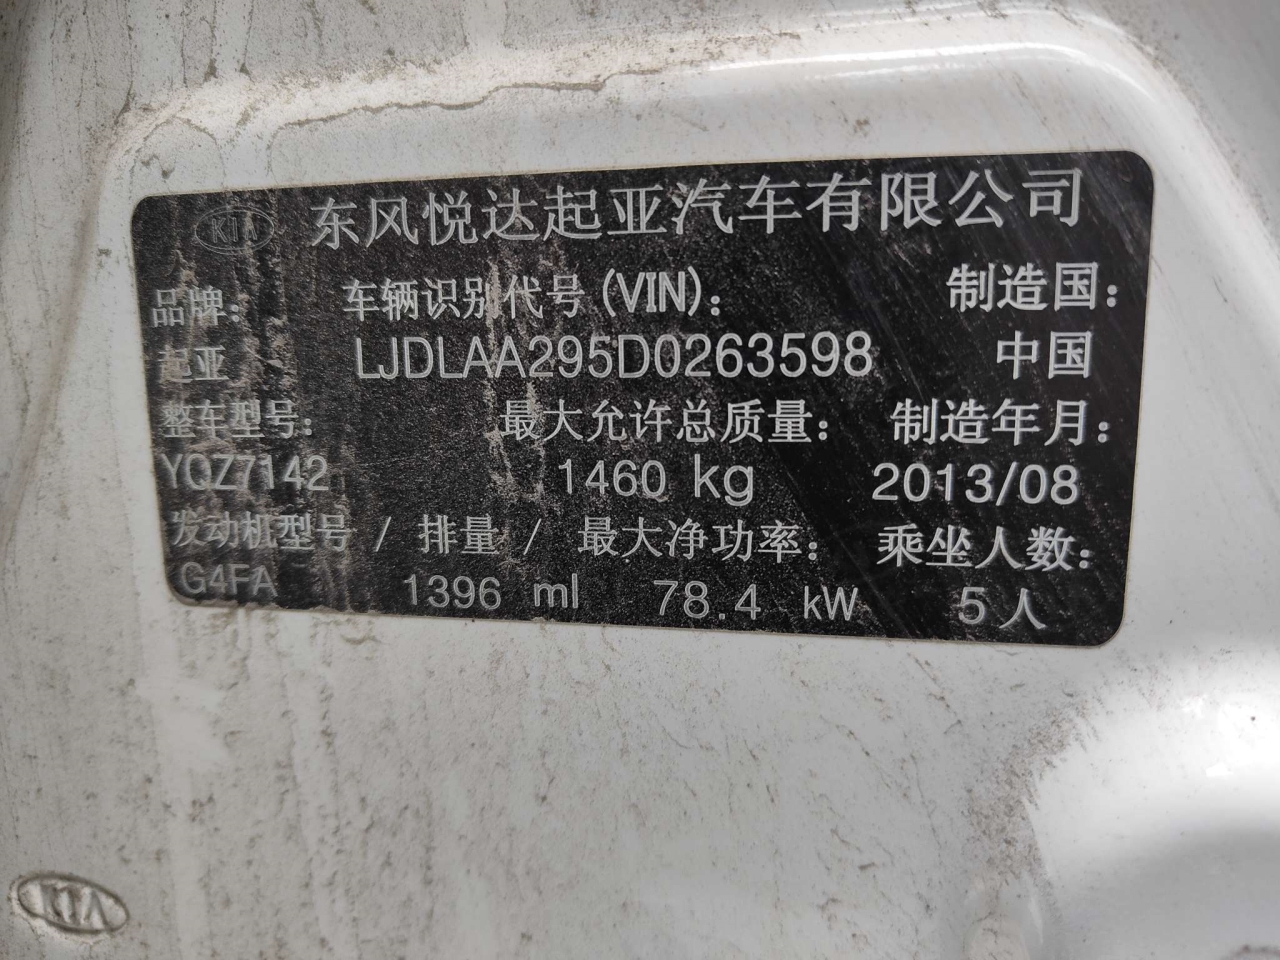 KIA 东风悦达起亚汽车有限公司
品牌： 车辆识别代号(VIN)： 制造国：
起亚 LJDLAA295D0263598 中国
整车型号： 最大允许总质量： 制造年月：
YQZ7142 1460 kg 2013/08
发动机型号 / 排量 / 最大净功率： 乘坐人数：
G4FA 1396 ml 78.4 kW 5人
KIA